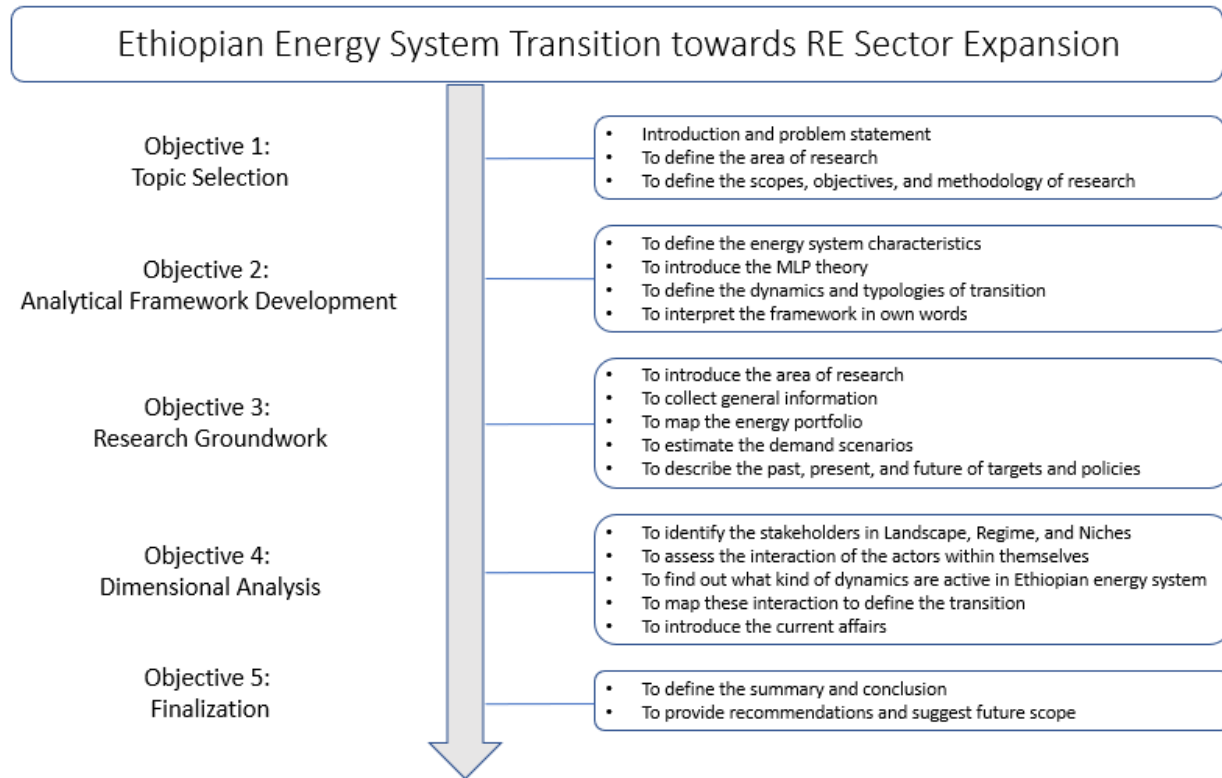 Ethiopian Energy System Transition towards RE Sector Expansion
Objective 1:
Topic Selection
• Introduction and problem statement
• To define the area of research
• To define the scopes, objectives, and methodology of research
Objective 2:
Analytical Framework Development
• To define the energy system characteristics
• To introduce the MLP theory
• To define the dynamics and typologies of transition
• To interpret the framework in own words
Objective 3:
Research Groundwork
• To introduce the area of research
• To collect general information
• To map the energy portfolio
• To estimate the demand scenarios
• To describe the past, present, and future of targets and policies
Objective 4:
Dimensional Analysis
• To identify the stakeholders in Landscape, Regime, and Niches
• To assess the interaction of the actors within themselves
• To find out what kind of dynamics are active in Ethiopian energy system
• To map these interaction to define the transition
• To introduce the current affairs
Objective 5:
Finalization
• To define the summary and conclusion
• To provide recommendations and suggest future scope